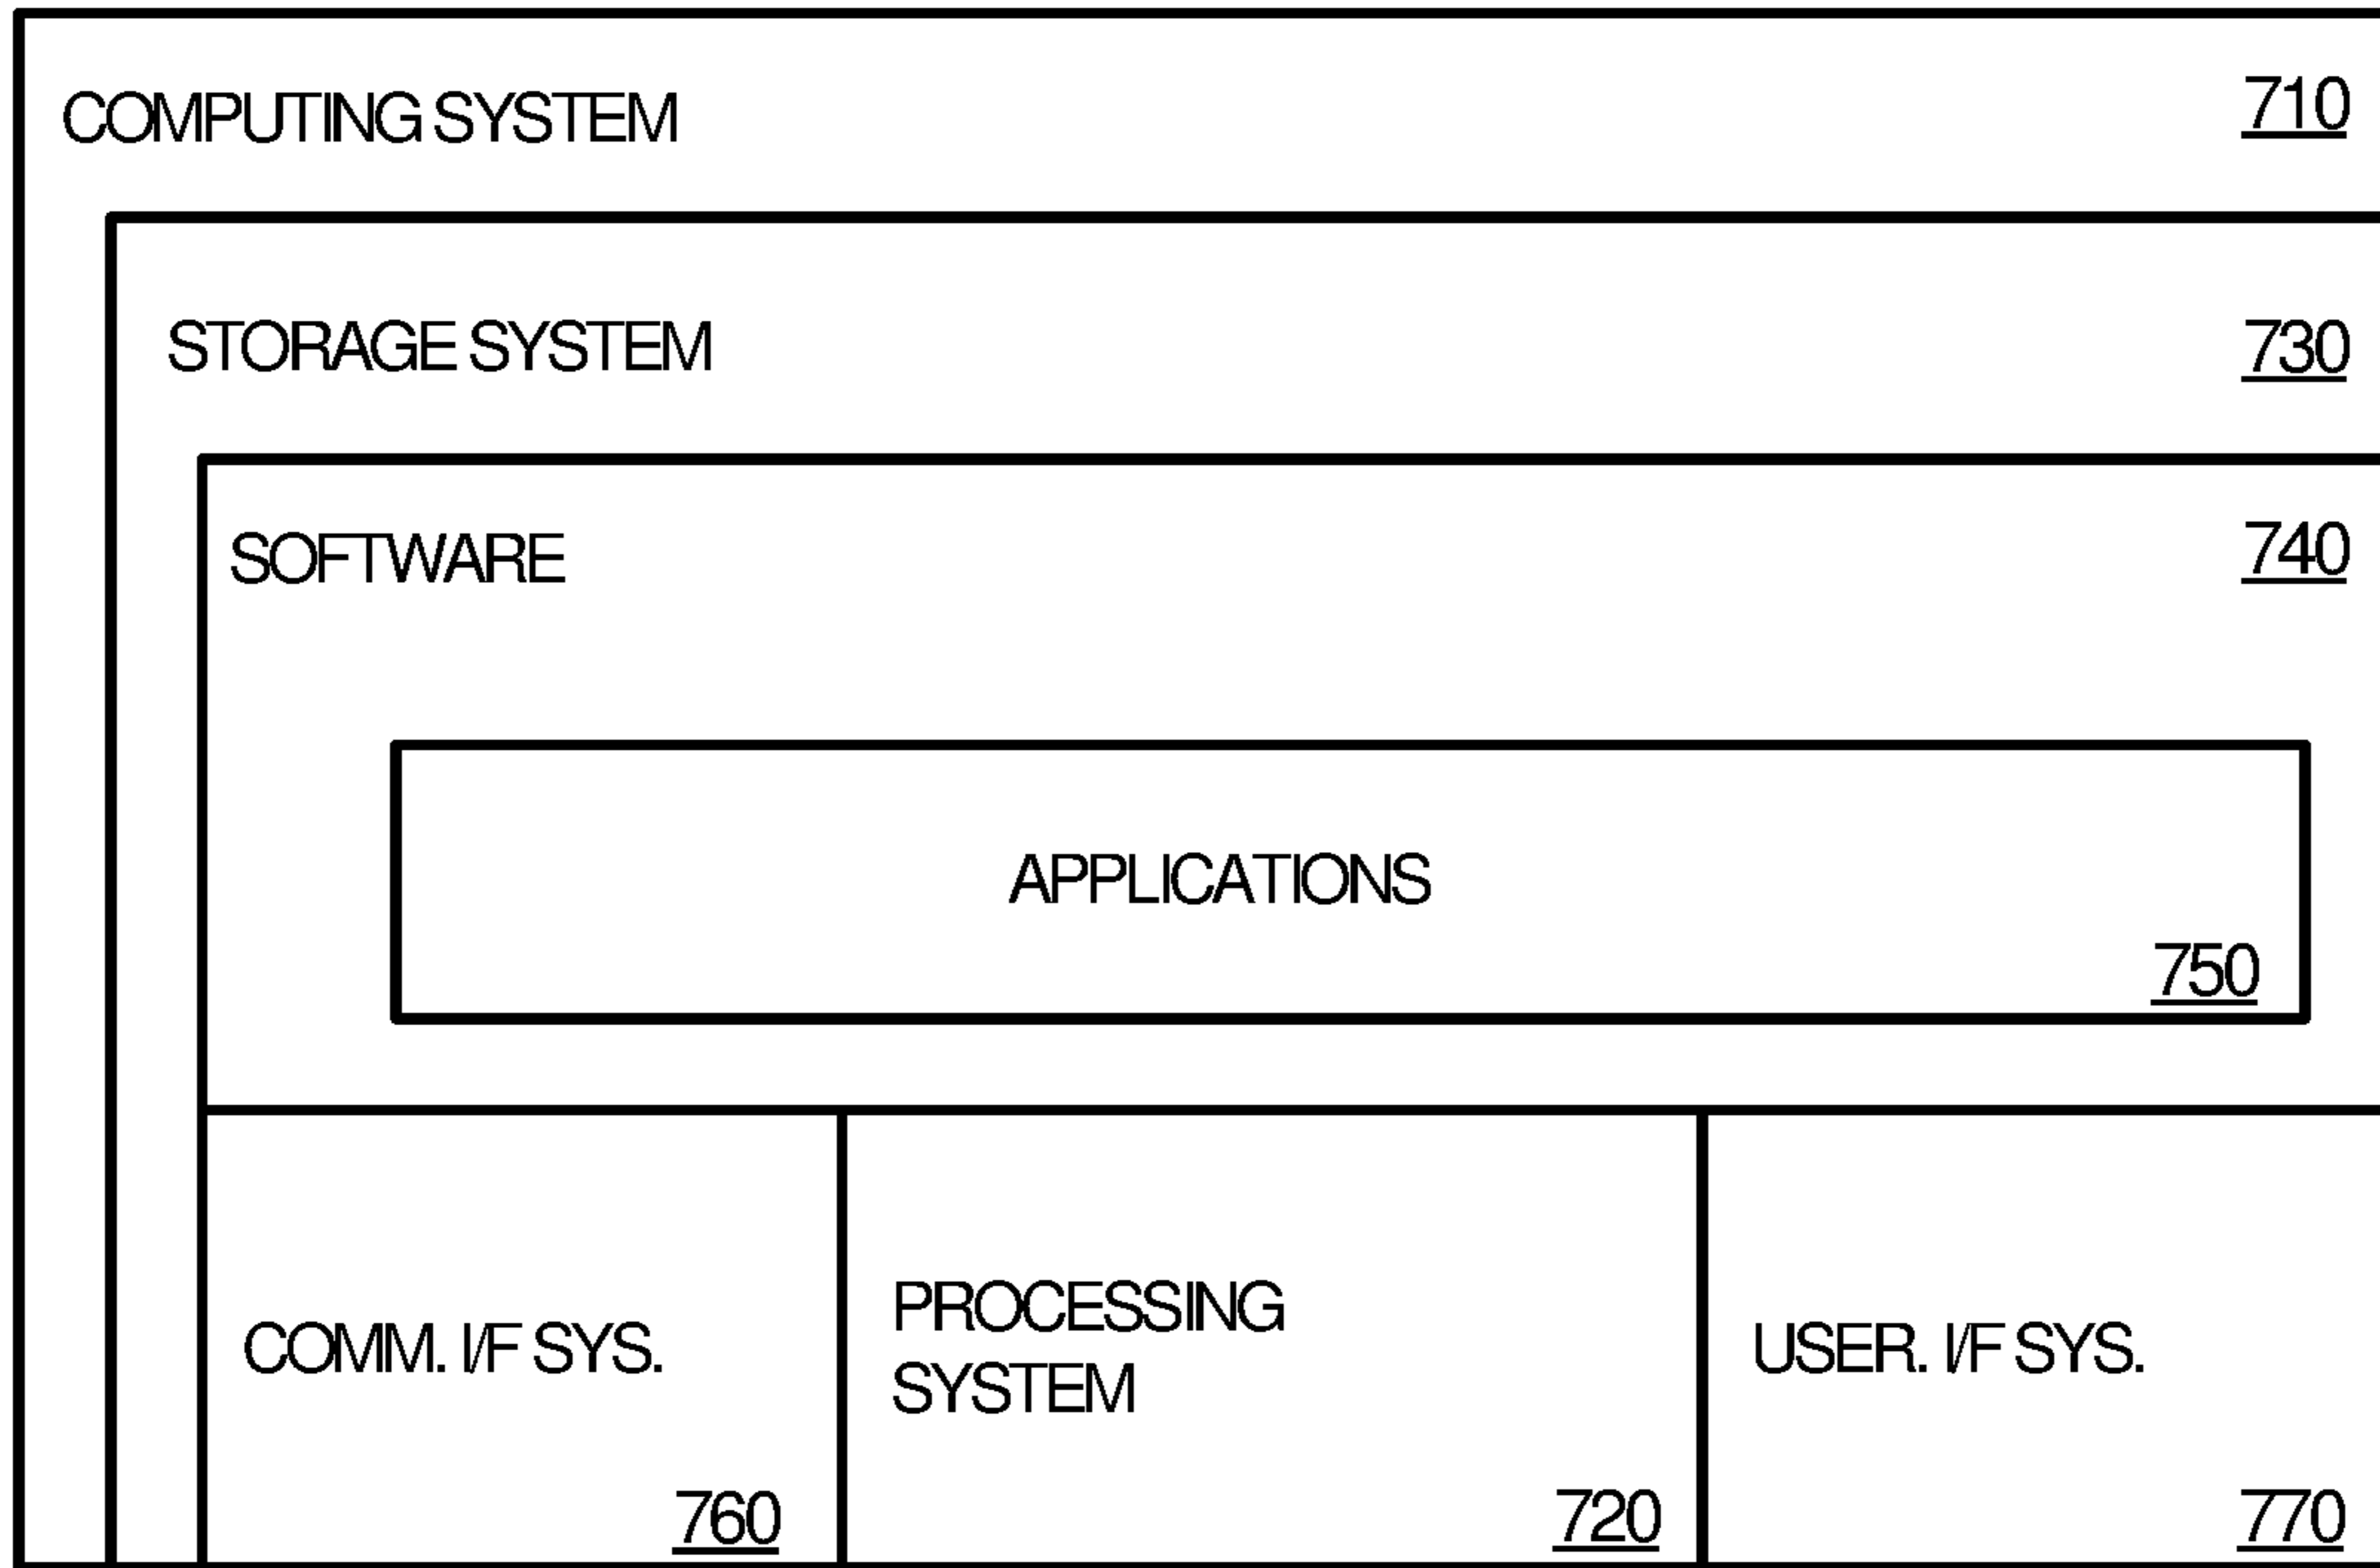 COMPUTING SYSTEM 710
STORAGE SYSTEM 730
SOFTWARE 740
APPLICATIONS
750
COMM. I/F SYS.
760
PROCESSING
SYSTEM
720
USER. I/F SYS.
770